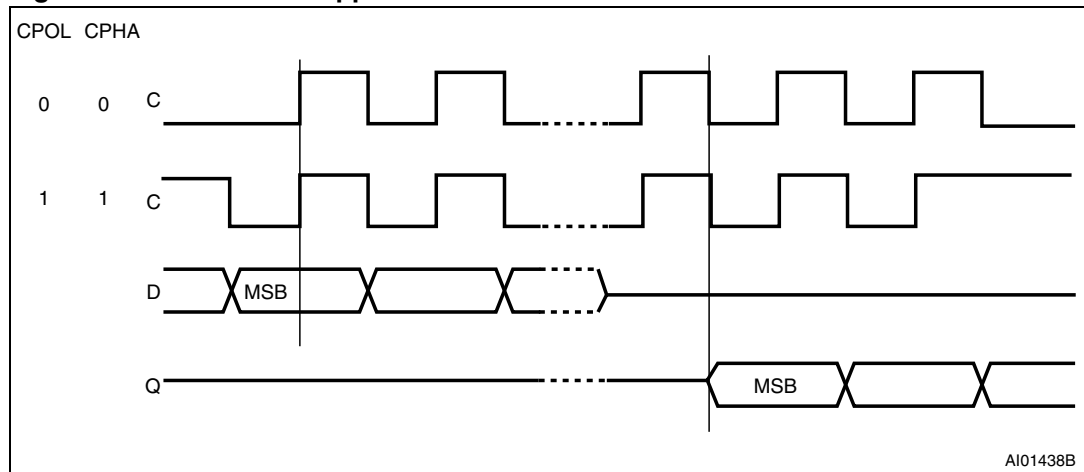 CPOL CPHA
0 0 C
1 1 C
D MSB
Q MSB
AI01438B